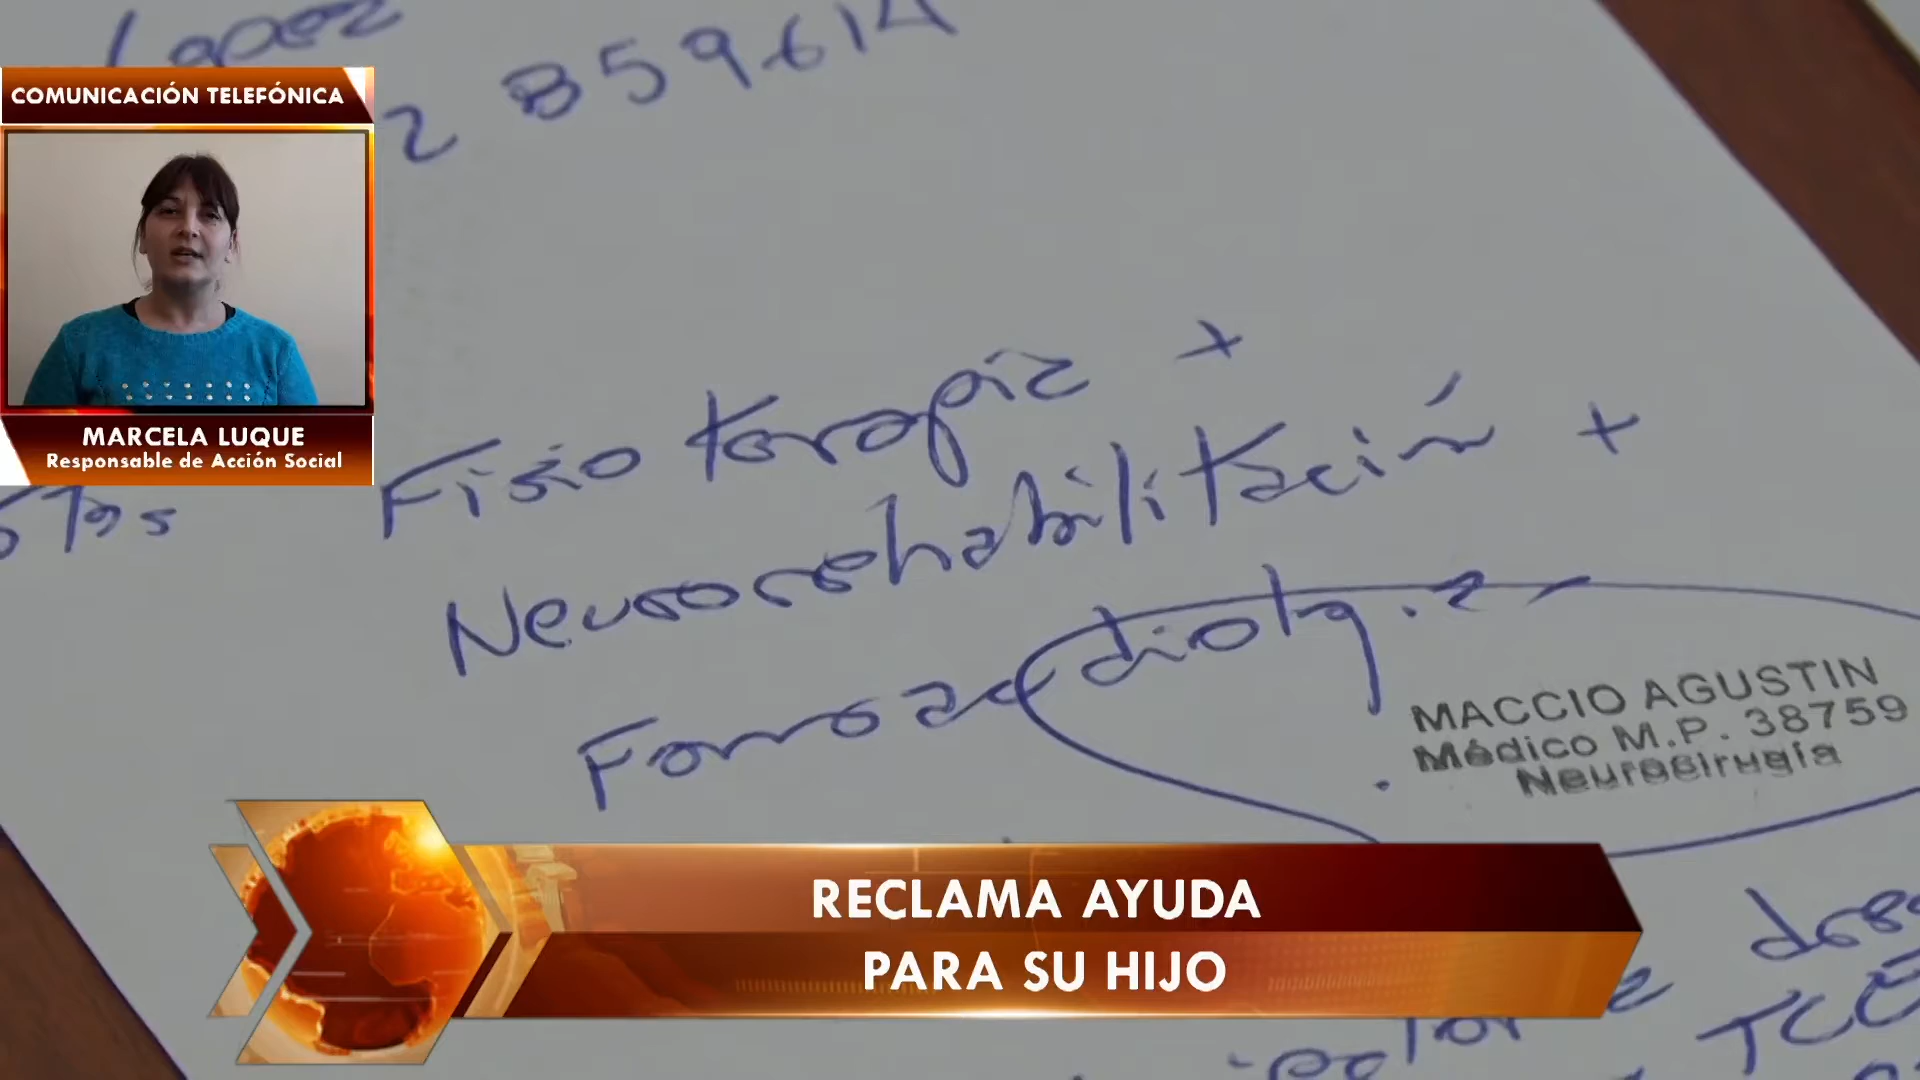 Lopez
2 859614
COMUNICACIÓN TELEFÓNICA
MARCELA LUQUE
Responsable de Acción Social
Fisioterapia +
Neurorehabilitación +
MACCIO AGUSTIN
Médico M.P. 38759
Neurocirugía
RECLAMA AYUDA
PARA SU HIJO